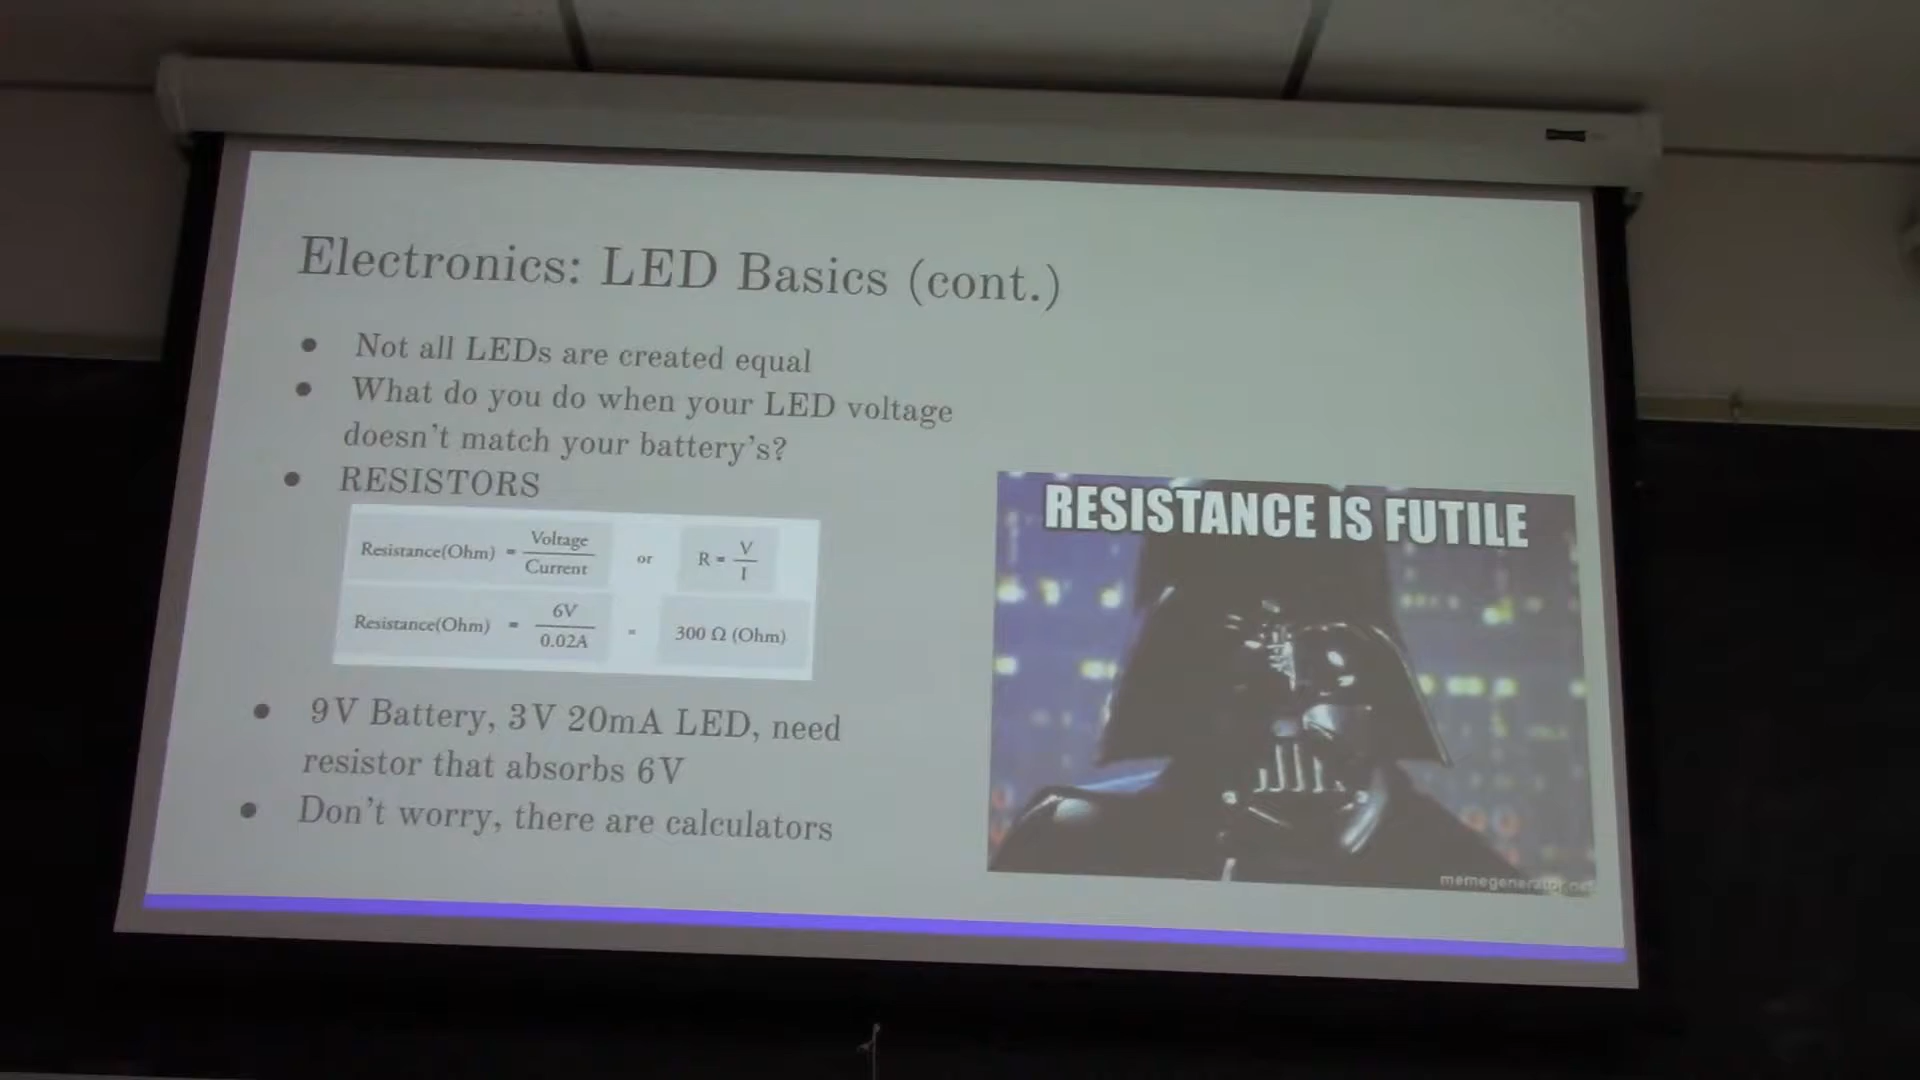 Electronics: LED Basics (cont.)
● Not all LEDs are created equal
● What do you do when your LED voltage
doesn't match your battery's?
● RESISTORS
Resistance(Ohm) = Voltage / Current or R = V / I
Resistance(Ohm) = 6V / 0.02A = 300 Ω (Ohm)
● 9V Battery, 3V 20mA LED, need
resistor that absorbs 6V
● Don't worry, there are calculators
RESISTANCE IS FUTILE
memegenerator.net